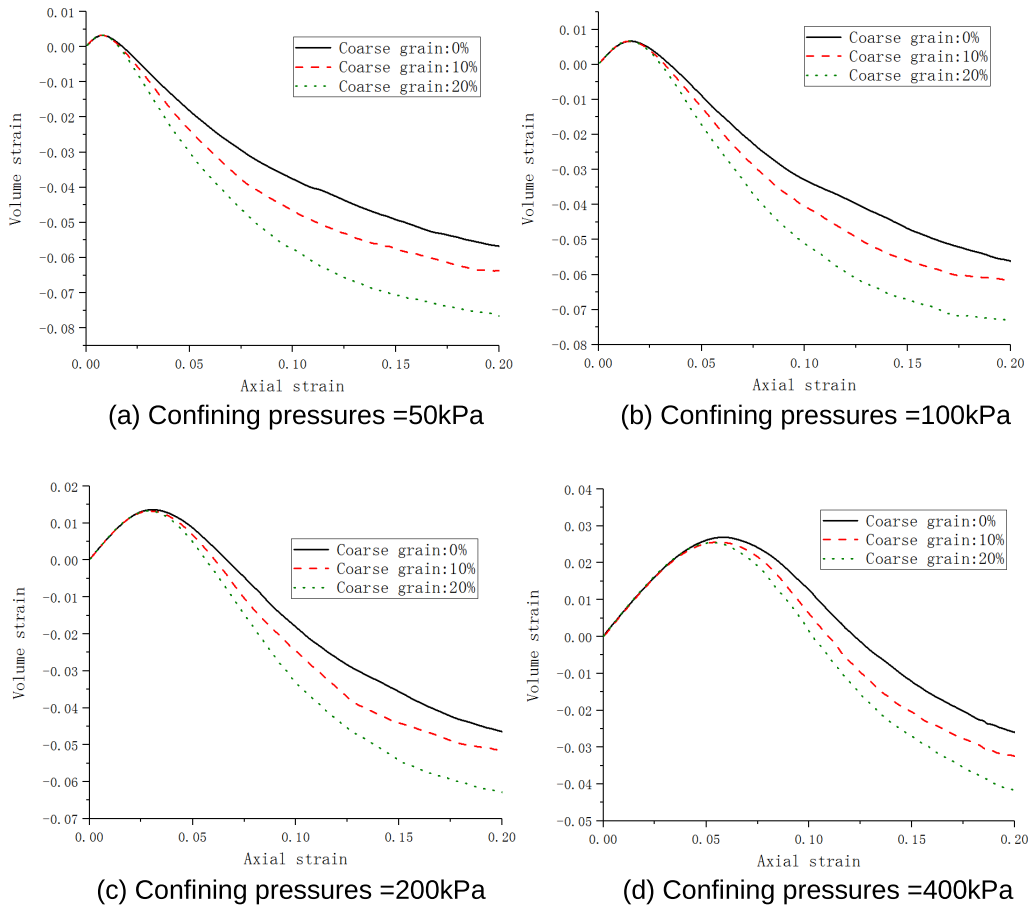 0.01
0.00
-0.01
-0.02
-0.03
-0.04
-0.05
-0.06
-0.07
-0.08
Volume strain
Coarse grain:0%
Coarse grain:10%
Coarse grain:20%
0.00 0.05 0.10 0.15 0.20
Axial strain
(a) Confining pressures =50kPa
0.01
0.00
-0.01
-0.02
-0.03
-0.04
-0.05
-0.06
-0.07
-0.08
Volume strain
Coarse grain:0%
Coarse grain:10%
Coarse grain:20%
0.00 0.05 0.10 0.15 0.20
Axial strain
(b) Confining pressures =100kPa
0.02
0.01
0.00
-0.01
-0.02
-0.03
-0.04
-0.05
-0.06
-0.07
Volume strain
Coarse grain:0%
Coarse grain:10%
Coarse grain:20%
0.00 0.05 0.10 0.15 0.20
Axial strain
(c) Confining pressures =200kPa
0.04
0.03
0.02
0.01
0.00
-0.01
-0.02
-0.03
-0.04
-0.05
Volume strain
Coarse grain:0%
Coarse grain:10%
Coarse grain:20%
0.00 0.05 0.10 0.15 0.20
Axial strain
(d) Confining pressures =400kPa